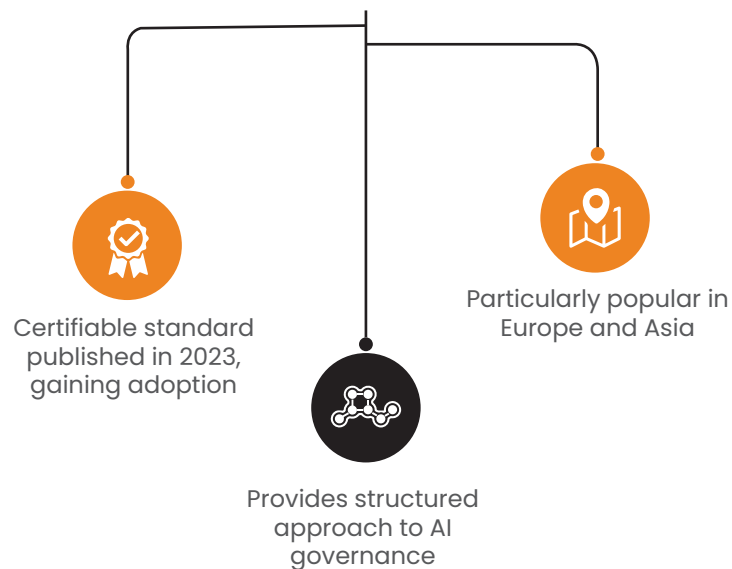 Certifiable standard
published in 2023,
gaining adoption
Particularly popular in
Europe and Asia
Provides structured
approach to AI
governance